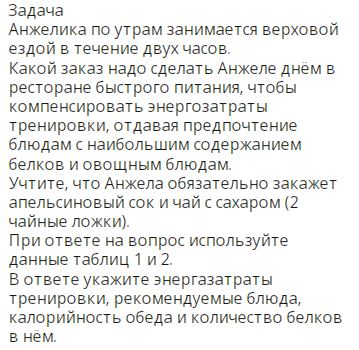 Задача
Анжелика по утрам занимается верховой
ездой в течение двух часов.
Какой заказ надо сделать Анжеле днём в
ресторане быстрого питания, чтобы
компенсировать энергозатраты
тренировки, отдавая предпочтение
блюдам с наибольшим содержанием
белков и овощным блюдам.
Учтите, что Анжела обязательно закажет
апельсиновый сок и чай с сахаром (2
чайные ложки).
При ответе на вопрос используйте
данные таблиц 1 и 2.
В ответе укажите энергазатраты
тренировки, рекомендуемые блюда,
калорийность обеда и количество белков
в нём.